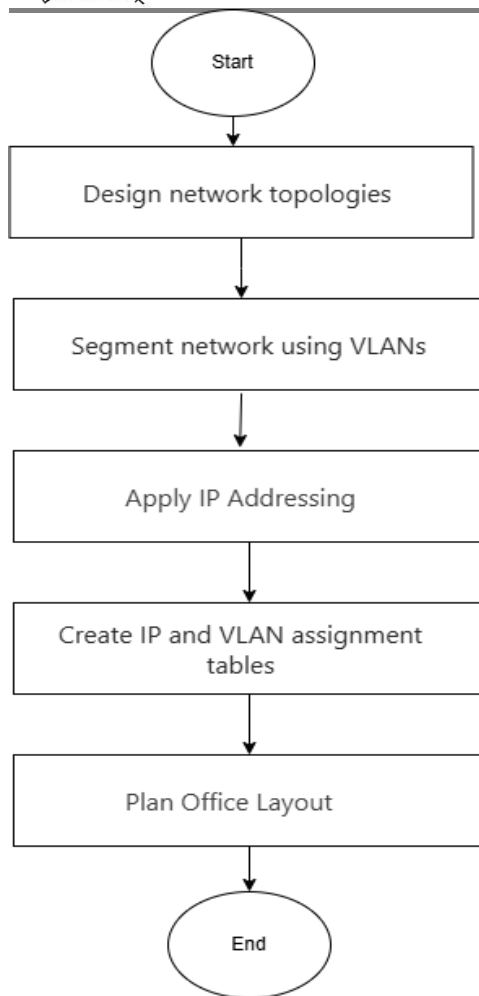 Start
Design network topologies
Segment network using VLANs
Apply IP Addressing
Create IP and VLAN assignment
tables
Plan Office Layout
End